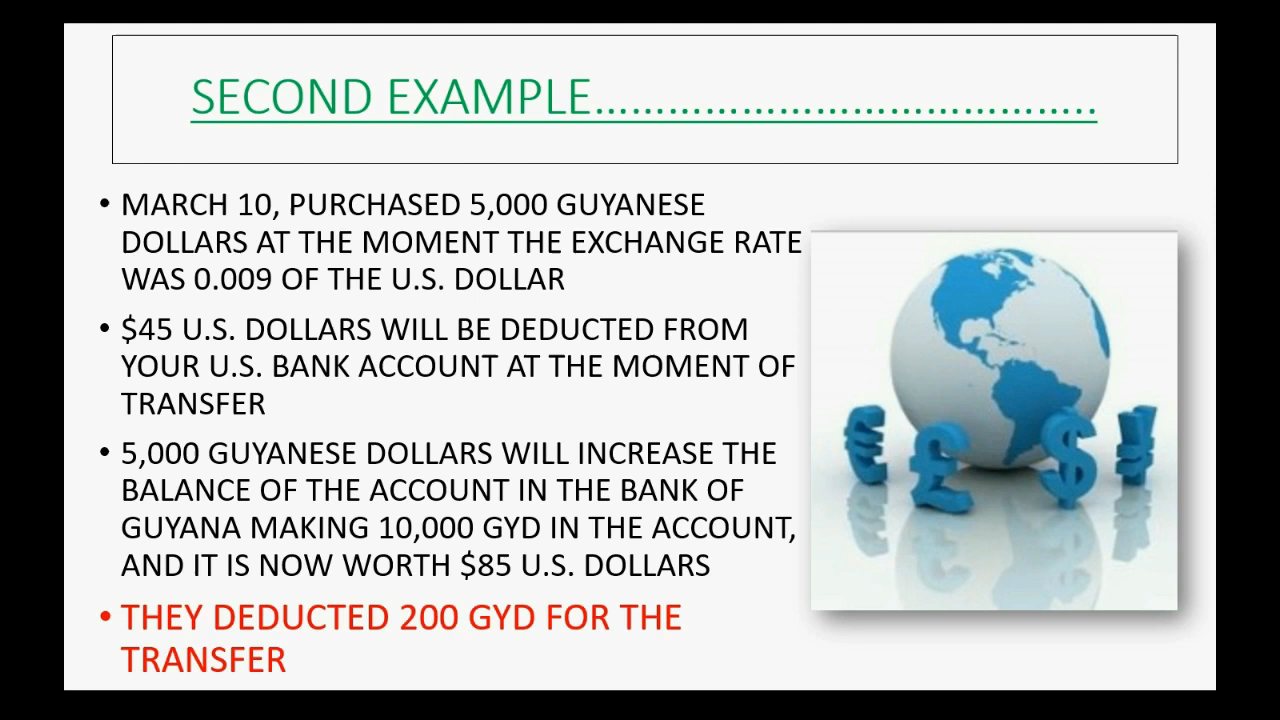 SECOND EXAMPLE…………………………………..
• MARCH 10, PURCHASED 5,000 GUYANESE
DOLLARS AT THE MOMENT THE EXCHANGE RATE
WAS 0.009 OF THE U.S. DOLLAR
• $45 U.S. DOLLARS WILL BE DEDUCTED FROM
YOUR U.S. BANK ACCOUNT AT THE MOMENT OF
TRANSFER
• 5,000 GUYANESE DOLLARS WILL INCREASE THE
BALANCE OF THE ACCOUNT IN THE BANK OF
GUYANA MAKING 10,000 GYD IN THE ACCOUNT,
AND IT IS NOW WORTH $85 U.S. DOLLARS
• THEY DEDUCTED 200 GYD FOR THE
TRANSFER
€ £ $ ¥